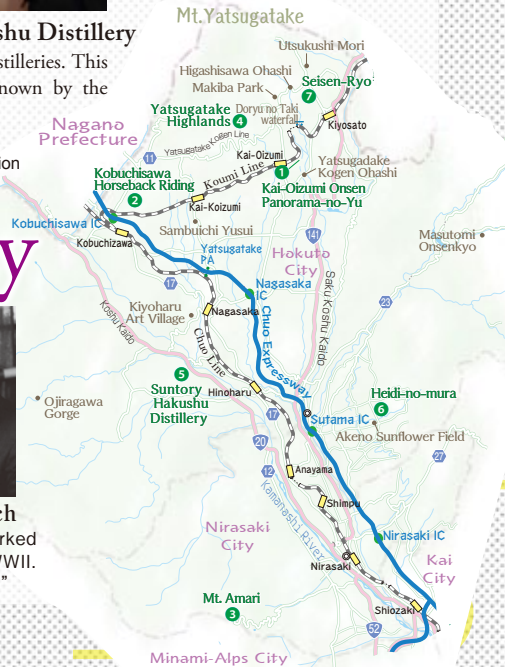 Mt.Yatsugatake
shu Distillery
stilleries. This
nown by the
Utsukushi Mori
Higashisawa Ohashi
Seisen-Ryo
Makiba Park
7
Yatsugatake
Highlands 4
Doryu no Taki
waterfall
Kiyosato
Nagano
Prefecture
Yatsugatake Kogen Line
ion
11
Kai-Oizumi
Yatsugadake
Kogen Ohashi
Koumi Line
1
Kobuchisawa
Horseback Riding
2
Kai-Oizumi Onsen
Panorama-no-Yu
Kai-Koizumi
Kobuchisawa IC
Sambuichi Yusui
Kobuchizawa
y
141
Masutomi
Onsenkyo
Yatsugatake
PA
Hokuto
City
17
Nagasaka
IC
Saku Koshu Kaido
23
Koshu Kaido
Kiyoharu
Art Village
Nagasaka
Chuo Line
Chuo Expressway
5
Suntory
Hakushu
Distillery
Hinoharu
Heidi-no-mura
6
Ojiragawa
Gorge
17
Sutama IC
Akeno Sunflower Field
20
27
12
Anayama
Kamanashi River
Shimpu
ch
rked
WWII.
”
Nirasaki
City
Nirasaki IC
Nirasaki
Kai
City
Mt. Amari
3
Shiozaki
52
Minami-Alps City